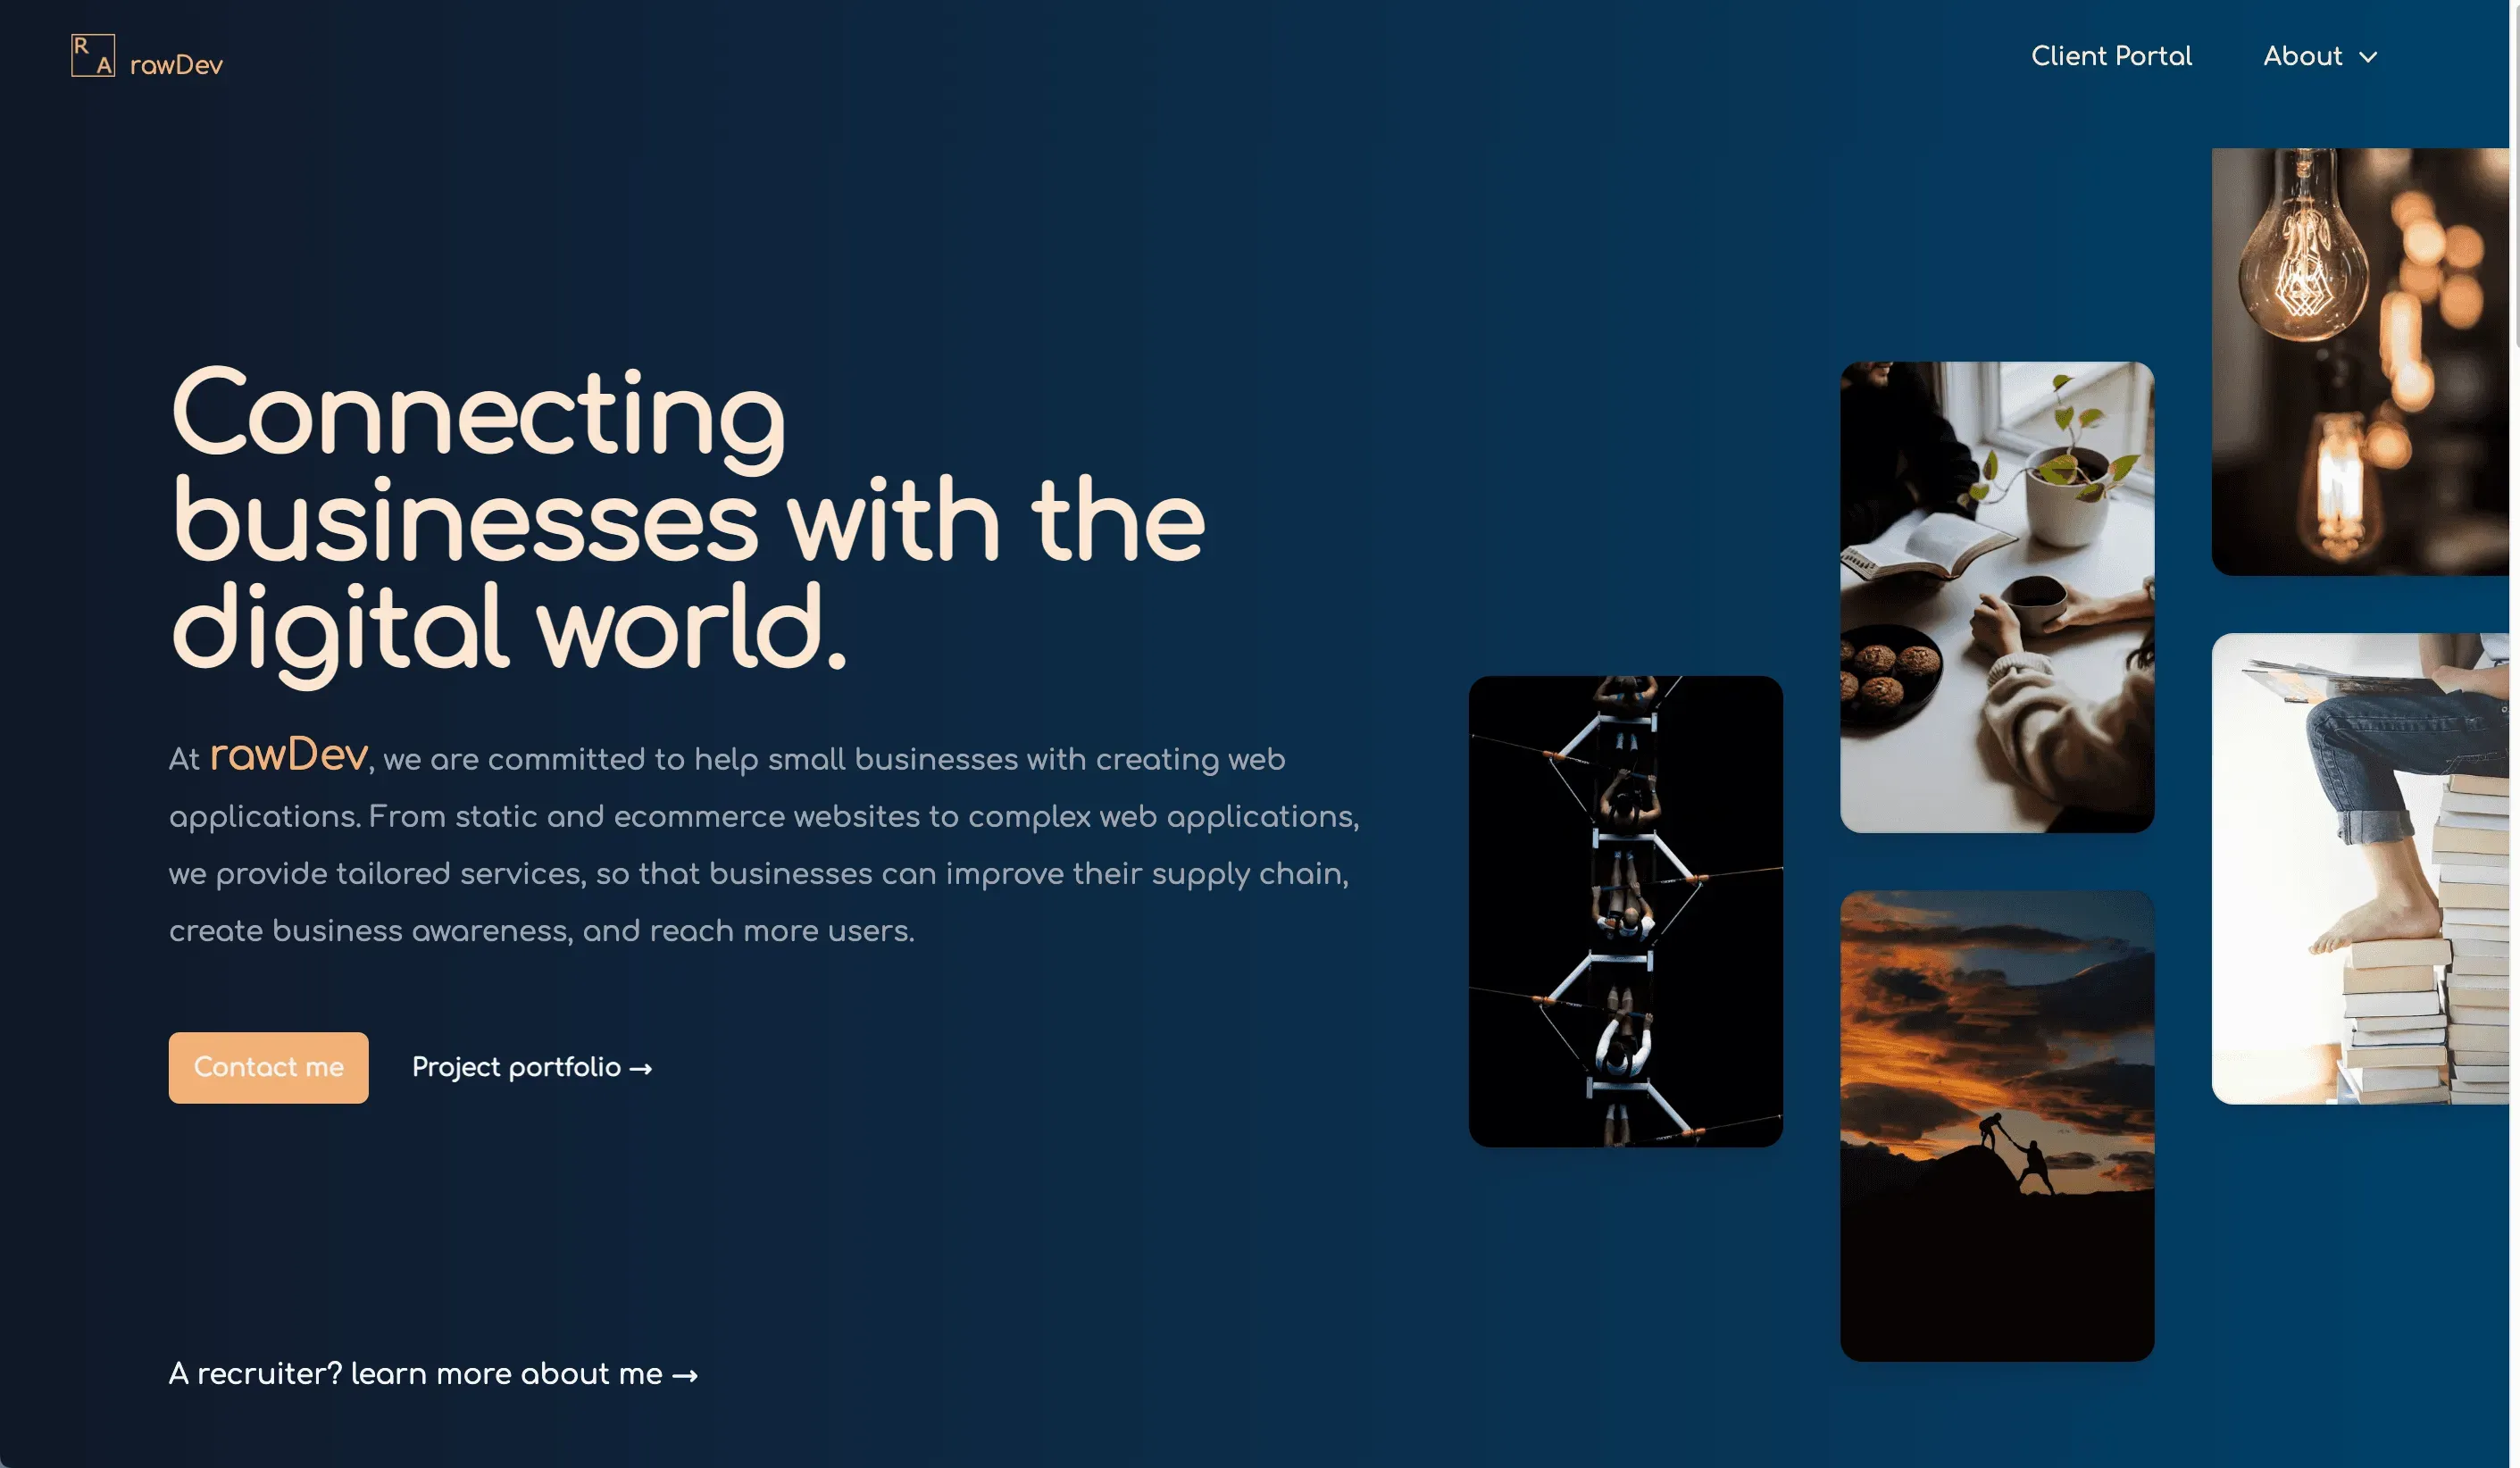 R
A rawDev
Client Portal
About
Connecting
businesses with the
digital world.
At rawDev, we are committed to help small businesses with creating web
applications. From static and ecommerce websites to complex web applications,
we provide tailored services, so that businesses can improve their supply chain,
create business awareness, and reach more users.
Contact me
Project portfolio →
A recruiter? learn more about me →